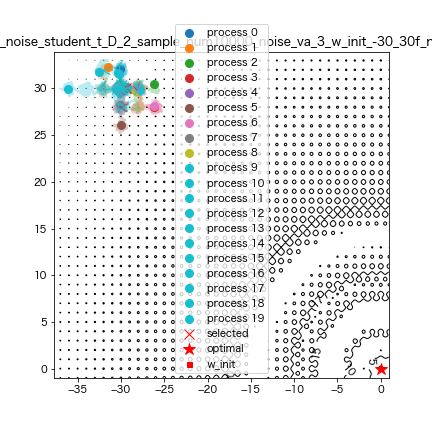 _noise_student_t_D_2_sample_num10000_noise_va_3_w_init_-30_30f_n
process 0
process 1
process 2
process 3
process 4
process 5
process 6
process 7
process 8
process 9
process 10
process 11
process 12
process 13
process 14
process 15
process 16
process 17
process 18
process 19
selected
optimal
w_init
30
25
20
15
10
5
0
−35
−30
−25
−20
−15
−10
−5
0